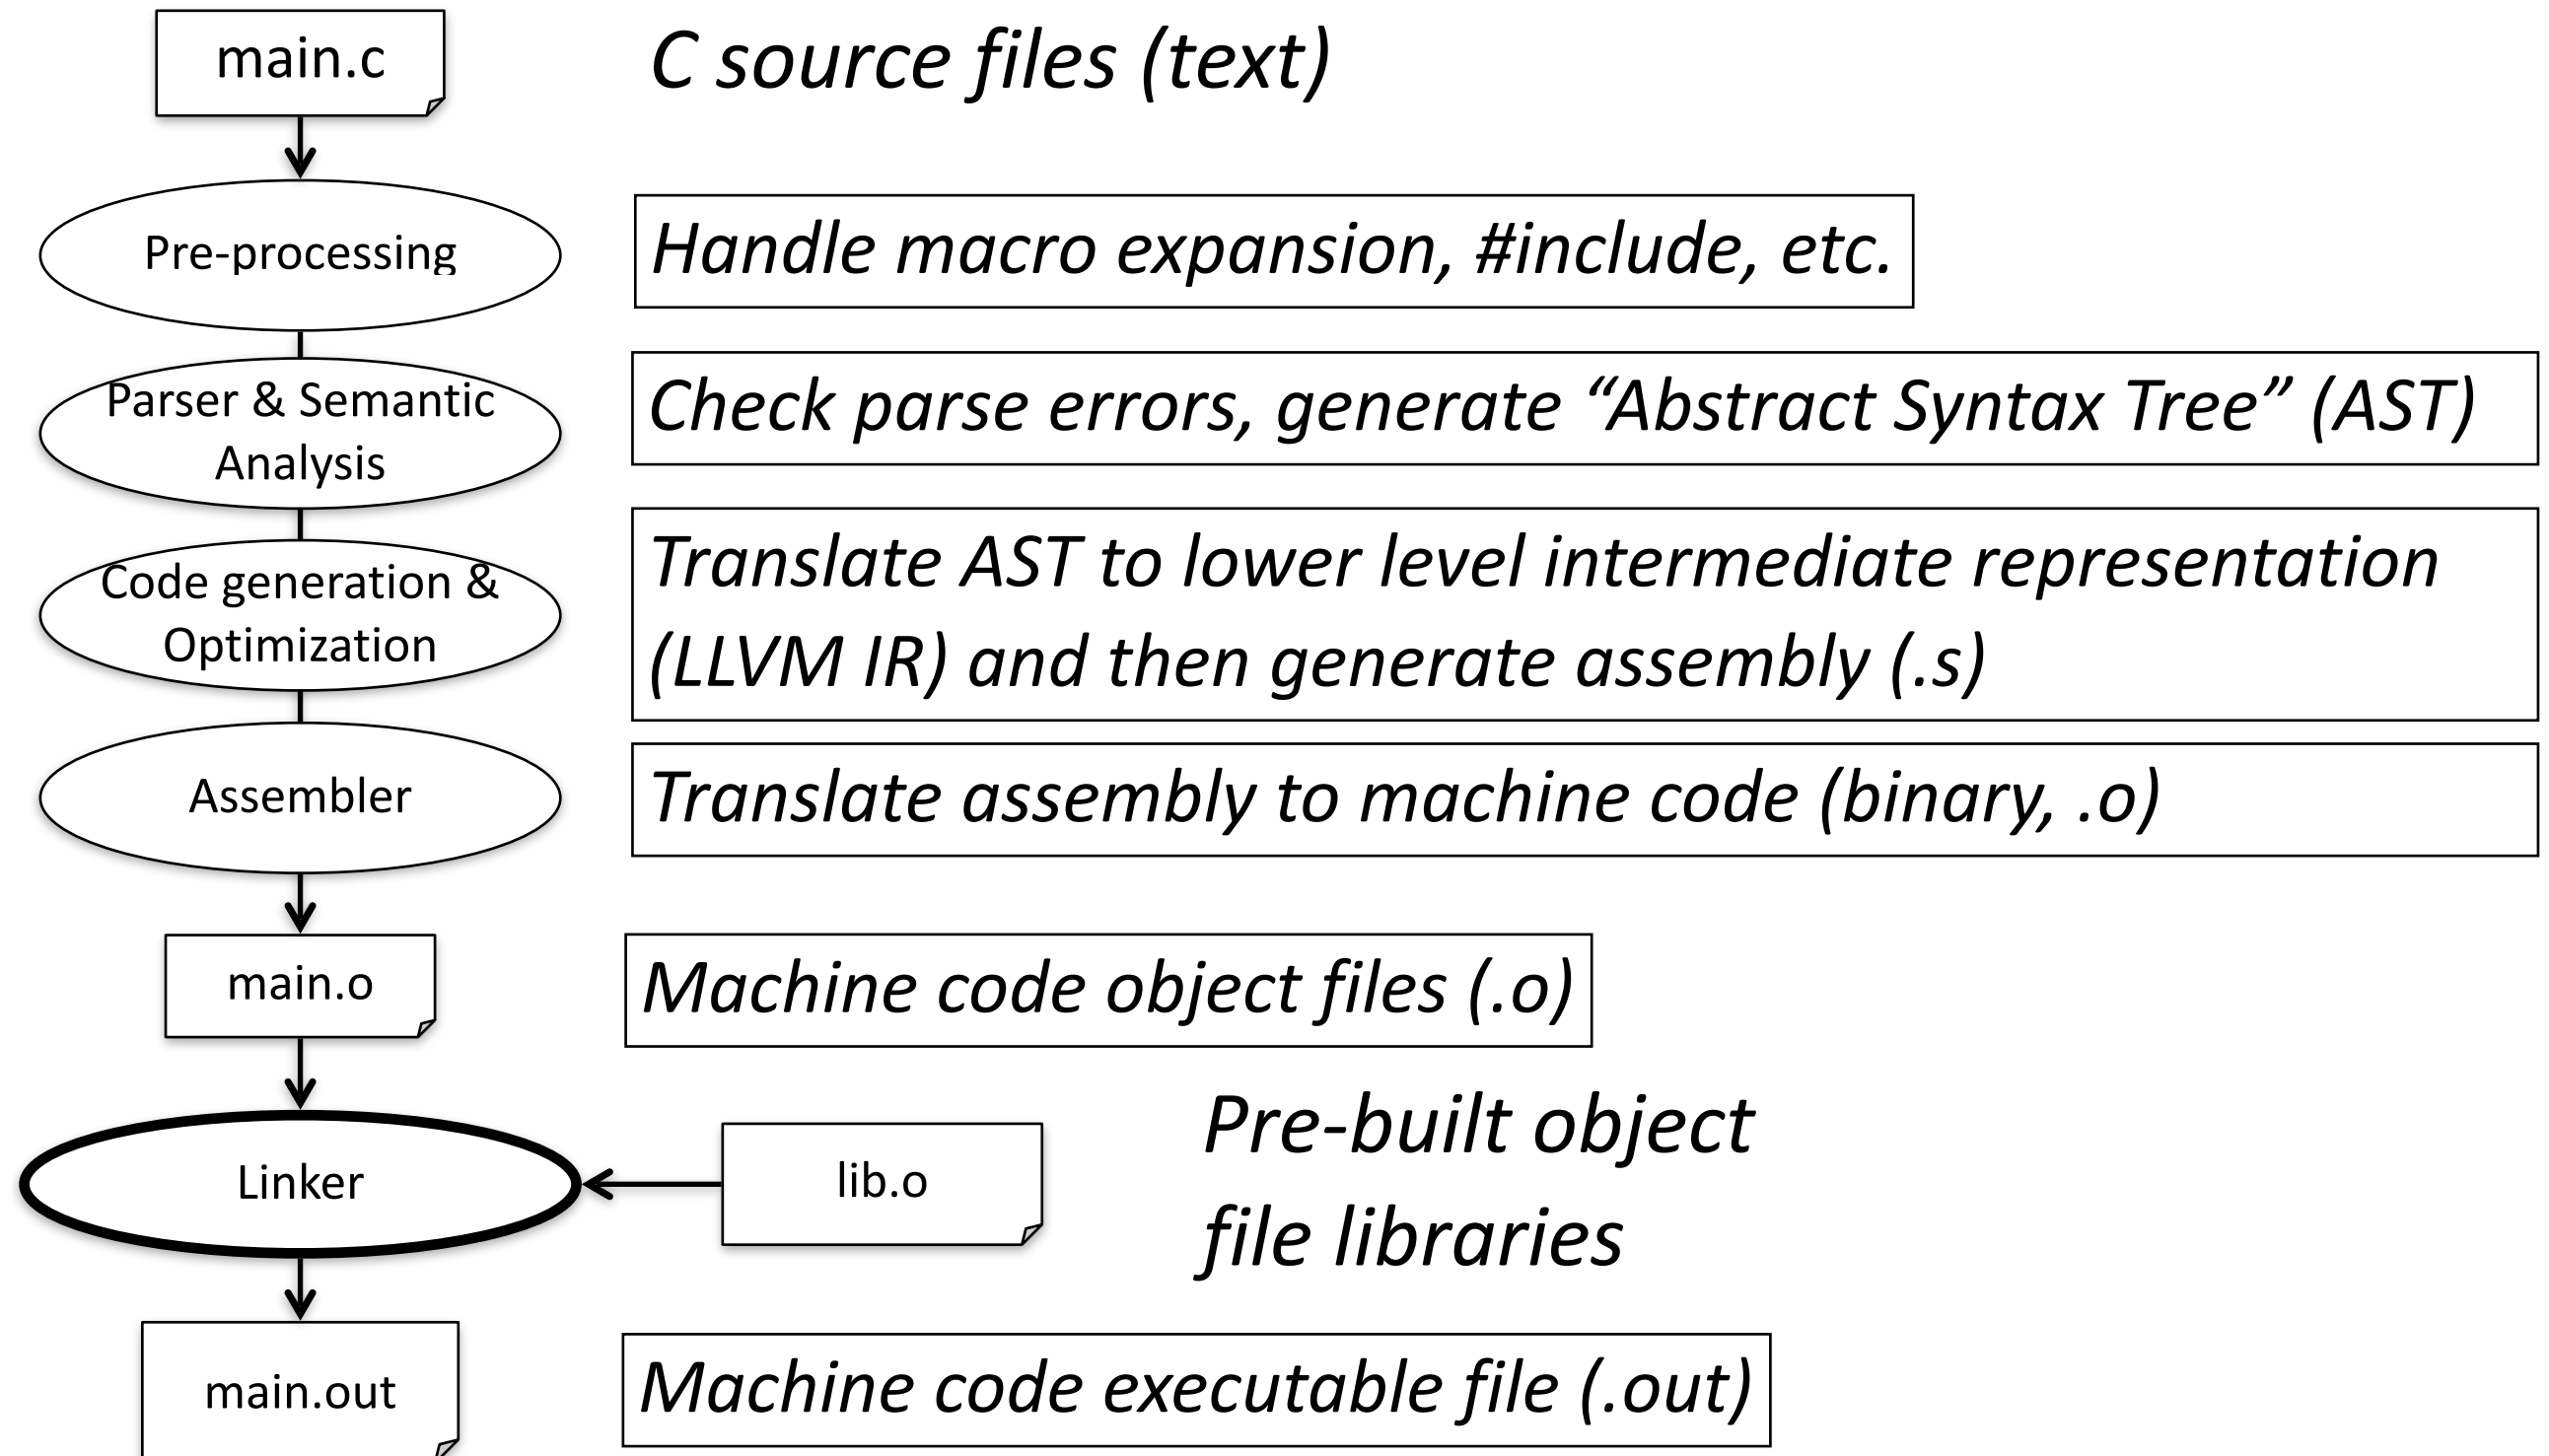 main.c
C source files (text)
Pre-processing
Handle macro expansion, #include, etc.
Parser & Semantic
Analysis
Check parse errors, generate “Abstract Syntax Tree” (AST)
Code generation &
Optimization
Translate AST to lower level intermediate representation
(LLVM IR) and then generate assembly (.s)
Assembler
Translate assembly to machine code (binary, .o)
main.o
Machine code object files (.o)
Linker
lib.o
Pre-built object
file libraries
main.out
Machine code executable file (.out)